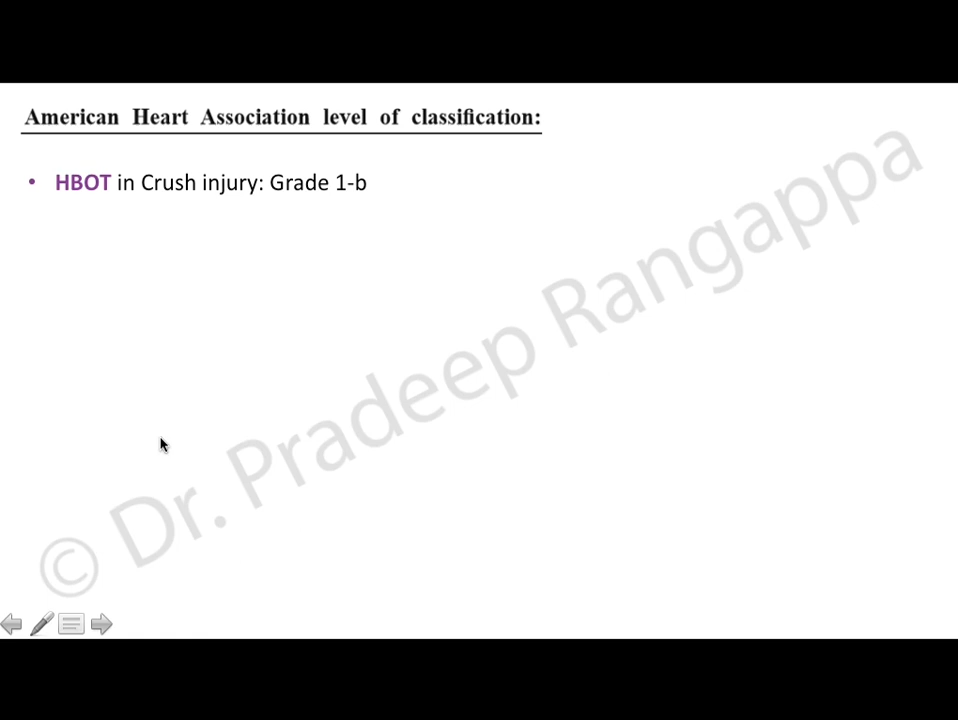 American Heart Association level of classification:
• HBOT in Crush injury: Grade 1-b
© Dr. Pradeep Rangappa